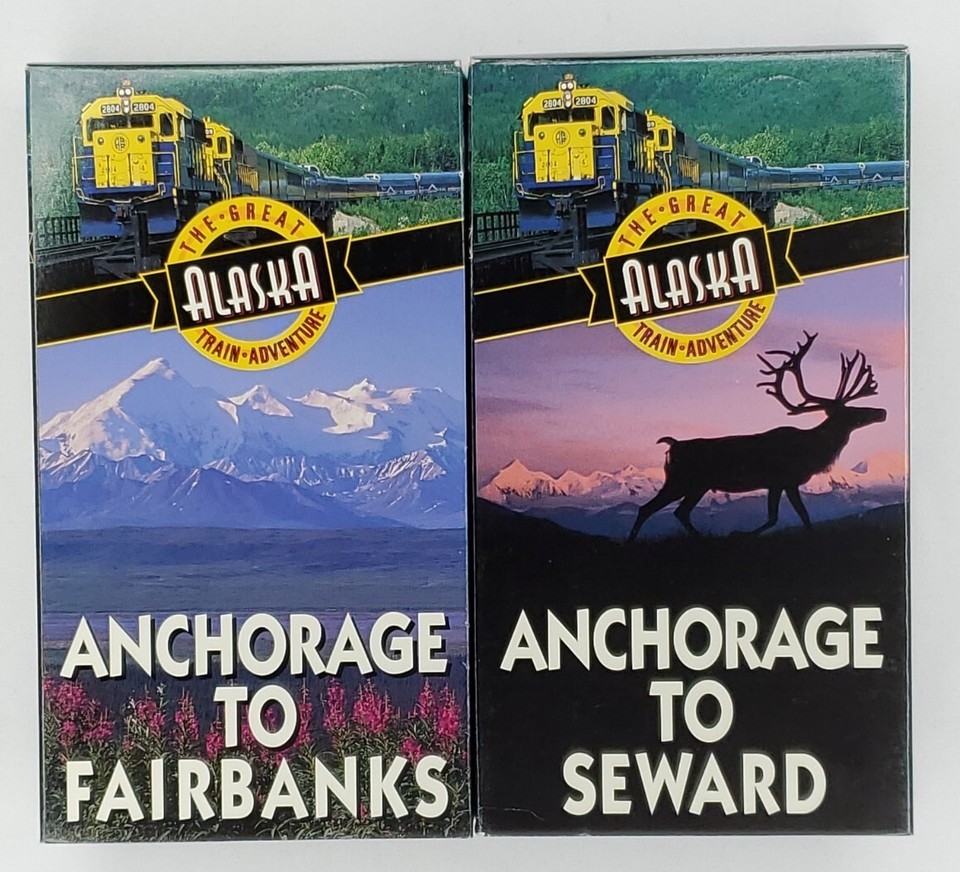 2804 2804
THE•GREAT
ALASKA
TRAIN•ADVENTURE
ANCHORAGE
TO
FAIRBANKS
2804 2804
THE•GREAT
ALASKA
TRAIN•ADVENTURE
ANCHORAGE
TO
SEWARD